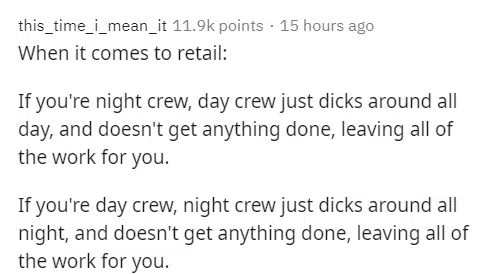 this_time_i_mean_it 11.9k points · 15 hours ago
When it comes to retail:
If you're night crew, day crew just dicks around all
day, and doesn't get anything done, leaving all of
the work for you.
If you're day crew, night crew just dicks around all
night, and doesn't get anything done, leaving all of
the work for you.